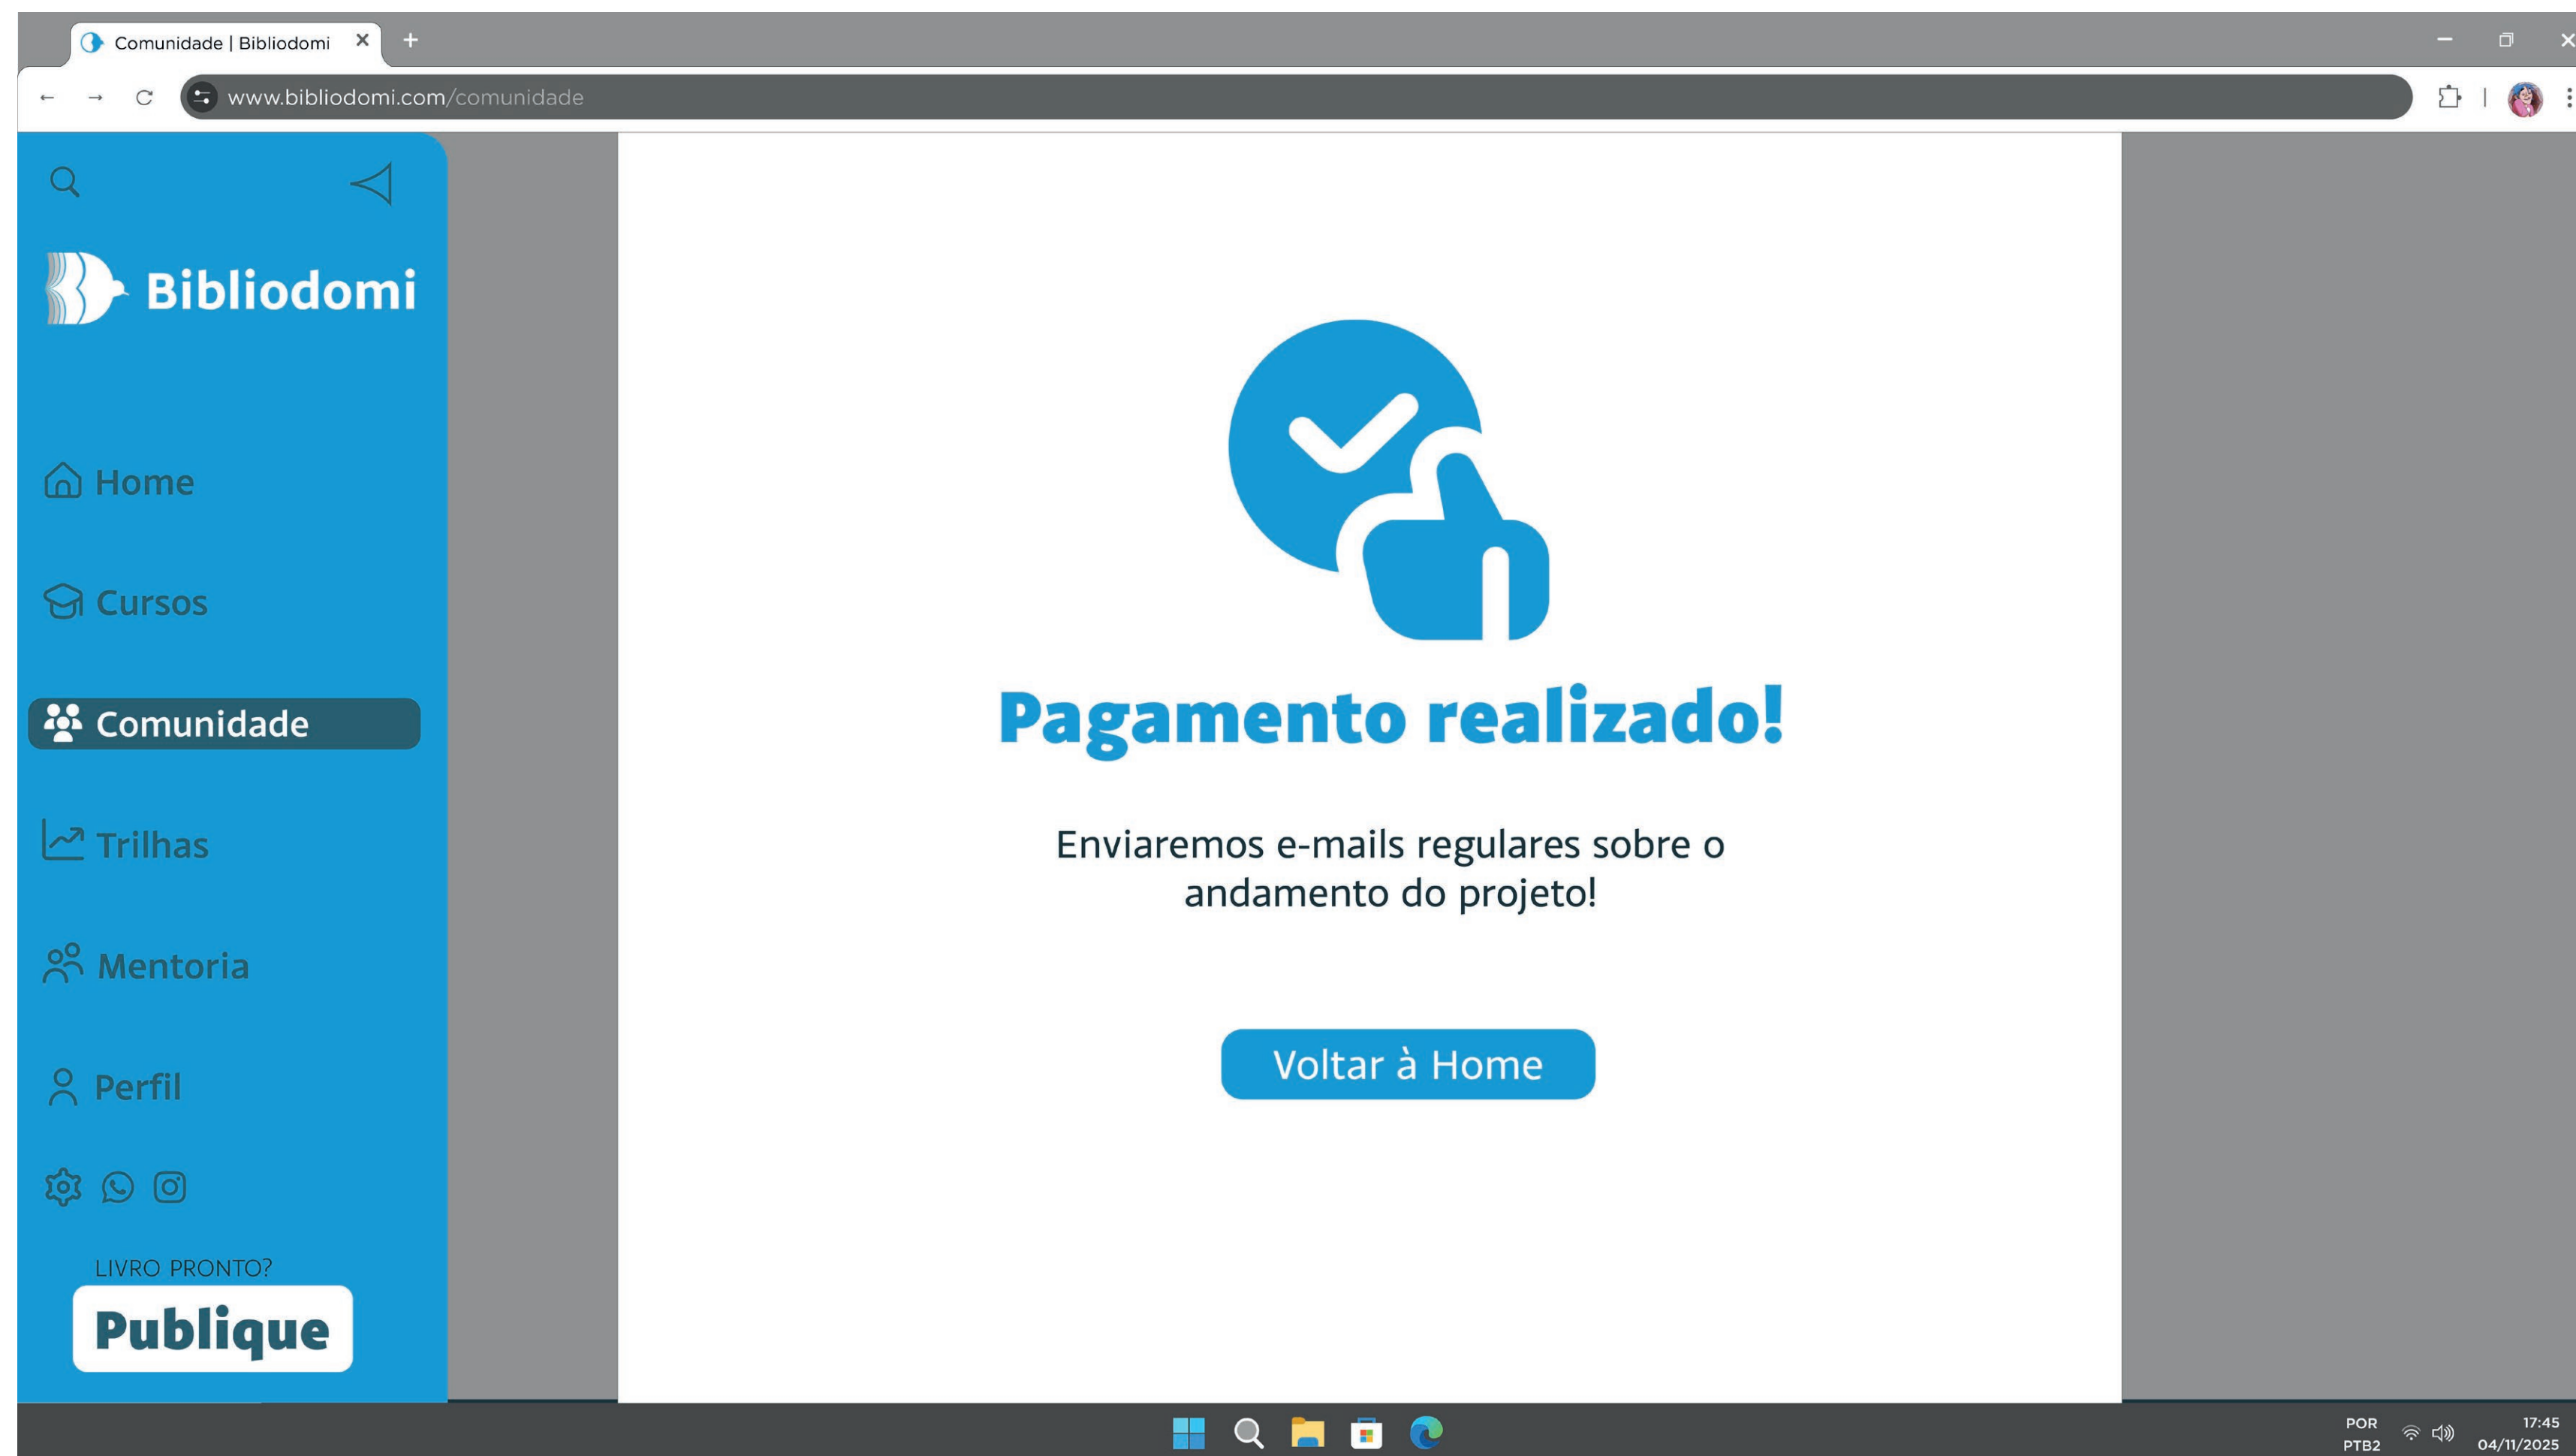 Comunidade | Bibliodomi
www.bibliodomi.com/comunidade
Bibliodomi
Home
Cursos
Comunidade
Trilhas
Mentoria
Perfil
LIVRO PRONTO?
Publique
Pagamento realizado!
Enviaremos e-mails regulares sobre o
andamento do projeto!
Voltar à Home
POR
PTB2
17:45
04/11/2025